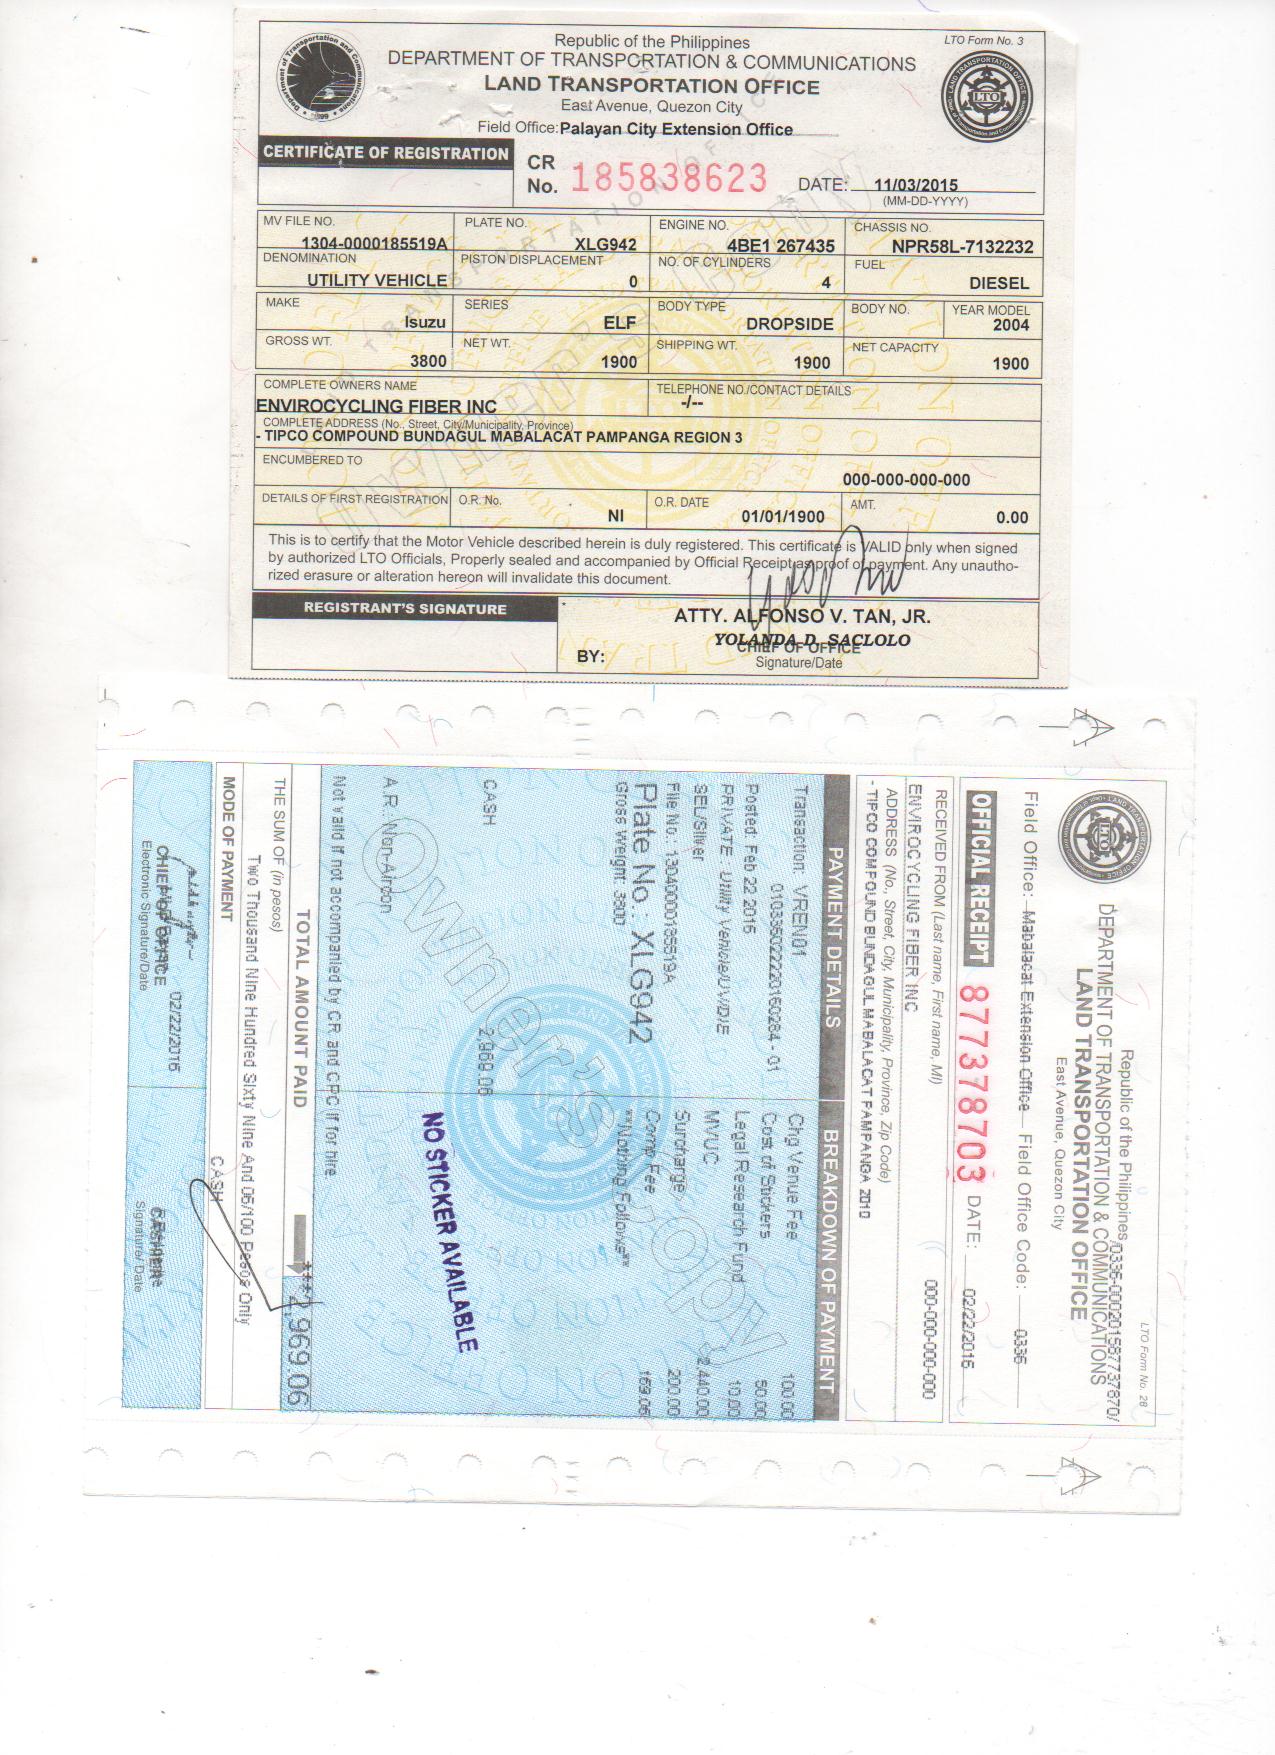 Republic of the Philippines
LTO Form No. 3
DEPARTMENT OF TRANSPORTATION & COMMUNICATIONS
LAND TRANSPORTATION OFFICE
East Avenue, Quezon City
Field Office: Palayan City Extension Office
CERTIFICATE OF REGISTRATION
CR No. 185838623 DATE: 11/03/2015
(MM-DD-YYYY)
MV FILE NO. PLATE NO. ENGINE NO. CHASSIS NO.
1304-0000185519A XLG942 4BE1 267435 NPR58L-7132232
DENOMINATION PISTON DISPLACEMENT NO. OF CYLINDERS FUEL
UTILITY VEHICLE 0 4 DIESEL
MAKE SERIES BODY TYPE BODY NO. YEAR MODEL
Isuzu ELF DROPSIDE 2004
GROSS WT. NET WT. SHIPPING WT. NET CAPACITY
3800 1900 1900 1900
COMPLETE OWNERS NAME TELEPHONE NO./CONTACT DETAILS
ENVIROCYCLING FIBER INC -/--
COMPLETE ADDRESS (No., Street, City/Municipality, Province)
- TIPCO COMPOUND BUNDAGUL MABALACAT PAMPANGA REGION 3
ENCUMBERED TO
000-000-000-000
DETAILS OF FIRST REGISTRATION O.R. No. O.R. DATE AMT.
NI 01/01/1900 0.00
This is to certify that the Motor Vehicle described herein is duly registered. This certificate is VALID only when signed
by authorized LTO Officials, Properly sealed and accompanied by Official Receipt as proof of payment. Any unautho-
rized erasure or alteration hereon will invalidate this document.
REGISTRANT'S SIGNATURE
ATTY. ALFONSO V. TAN, JR.
YOLANDA D. SACLOLO
CHIEF OF OFFICE
BY: Signature/Date
LTO Form No. 28
Republic of the Philippines
DEPARTMENT OF TRANSPORTATION & COMMUNICATIONS
LAND TRANSPORTATION OFFICE
East Avenue, Quezon City
Field Office: Mabalacat Extension Office Field Office Code: 0336
OFFICIAL RECEIPT 877378703 DATE: 02/22/2016
RECEIVED FROM (Last name, First name, MI)
ENVIROCYCLING FIBER INC 000-000-000-000
ADDRESS (No., Street, City, Municipality, Province, Zip Code)
- TIPCO COMPOUND BUNDAGUL MABALACAT PAMPANGA 2010
PAYMENT DETAILS BREAKDOWN OF PAYMENT
Transaction: VREN01 Chg Venue Fee 100.00
Cost of Stickers 50.00
Posted: Feb 22 2016 Legal Research Fund 10.00
PRIVATE : Utility Vehicle/UV/DIE MVUC 2,440.00
SEL/Silver Surcharge 200.00
File No.: Comp Fee 169.06
Plate No.: XLG942 **Nothing Follows**
Gross Weight: 3800
CASH 2,969.06
NO STICKER AVAILABLE
A.R.: Non-Aircon
Not valid if not accompanied by CR and CPC if for hire
TOTAL AMOUNT PAID ***2,969.06
THE SUM OF (in pesos)
Two Thousand Nine Hundred Sixty Nine And 06/100 Pesos Only
MODE OF PAYMENT CASH
CHIEF OF OFFICE 02/22/2016 CASHIER
Electronic Signature/Date Signature/ Date
Owner's Copy